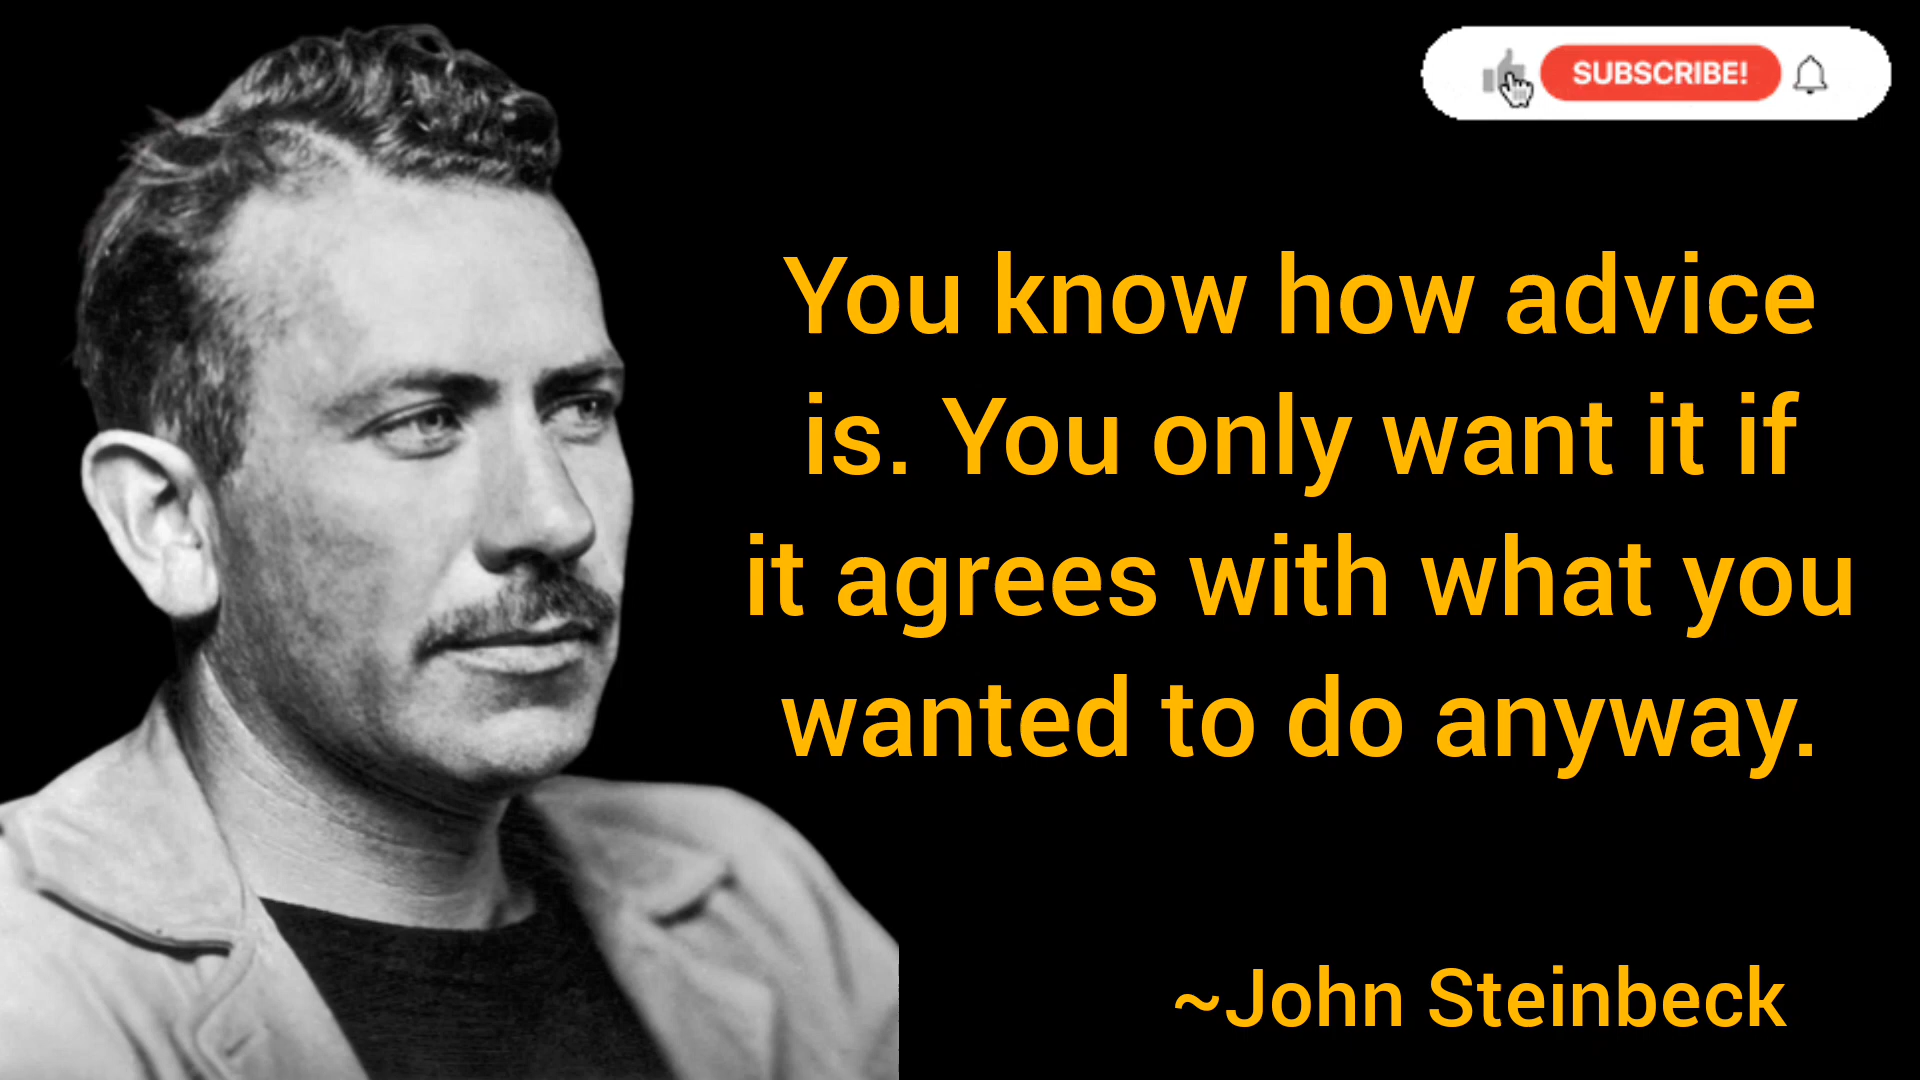 SUBSCRIBE!
You know how advice
is. You only want it if
it agrees with what you
wanted to do anyway.
~John Steinbeck